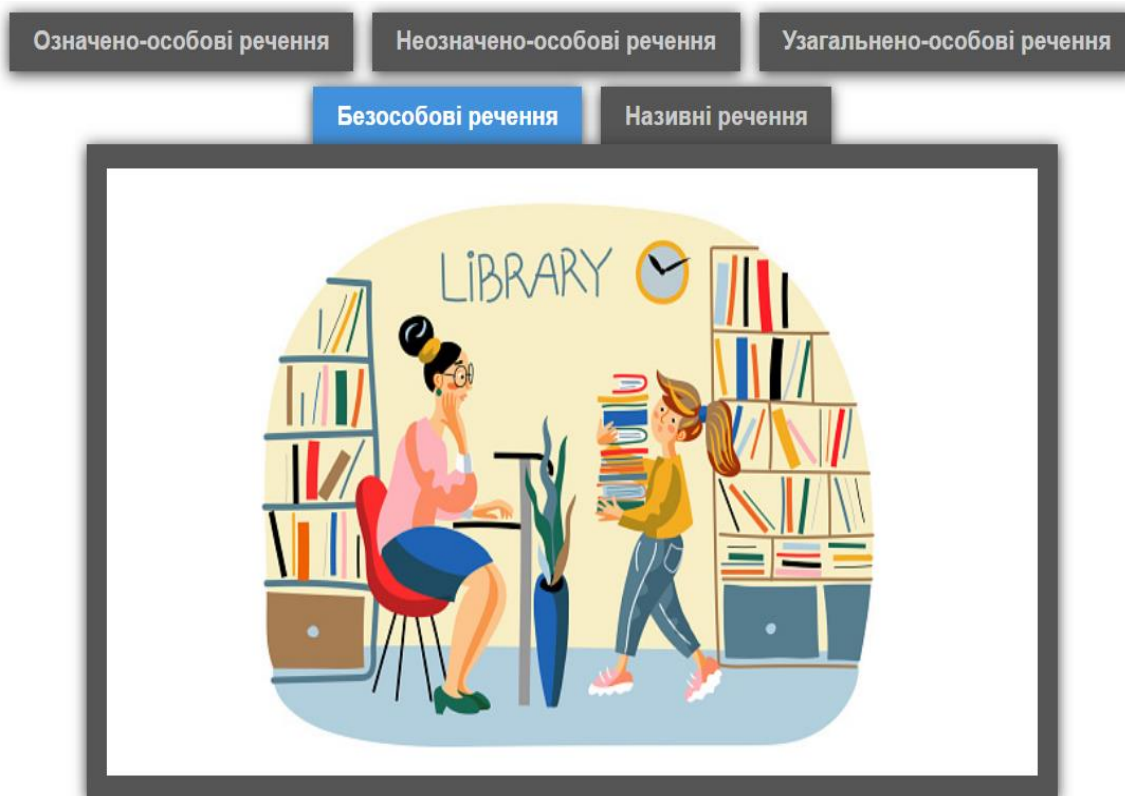 Означено-особові речення
Неозначено-особові речення
Узагальнено-особові речення
Безособові речення
Називні речення
LiBRARY